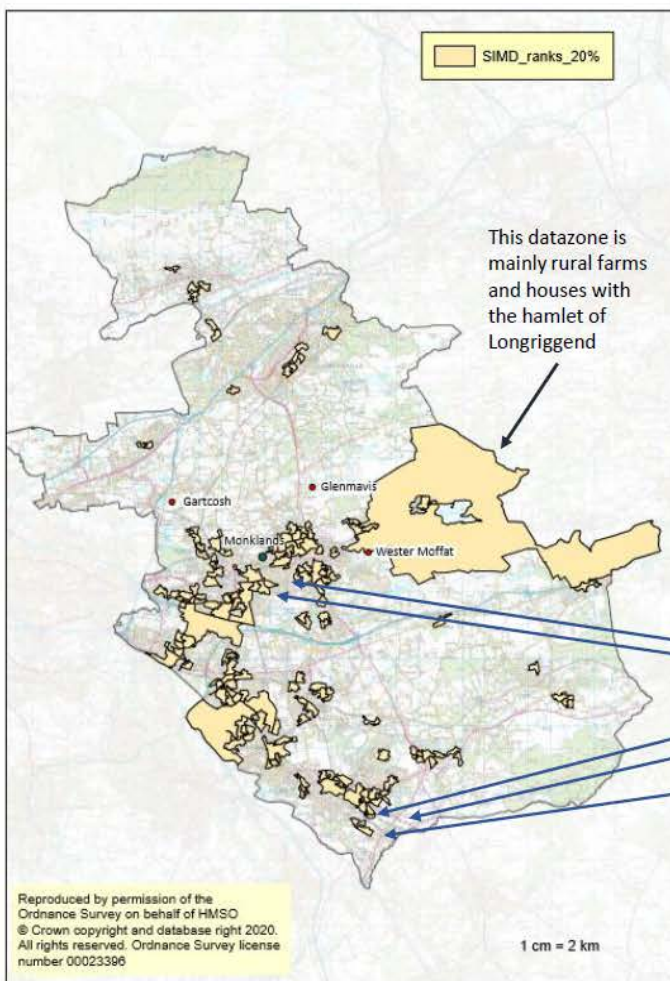 SIMD_ranks_20%
This datazone is
mainly rural farms
and houses with
the hamlet of
Longriggend
Glenmavis
Gartcosh
Monklands
Wester Moffat
Reproduced by permission of the
Ordnance Survey on behalf of HMSO
© Crown copyright and database right 2020.
All rights reserved. Ordnance Survey license
number 00023396
1 cm = 2 km